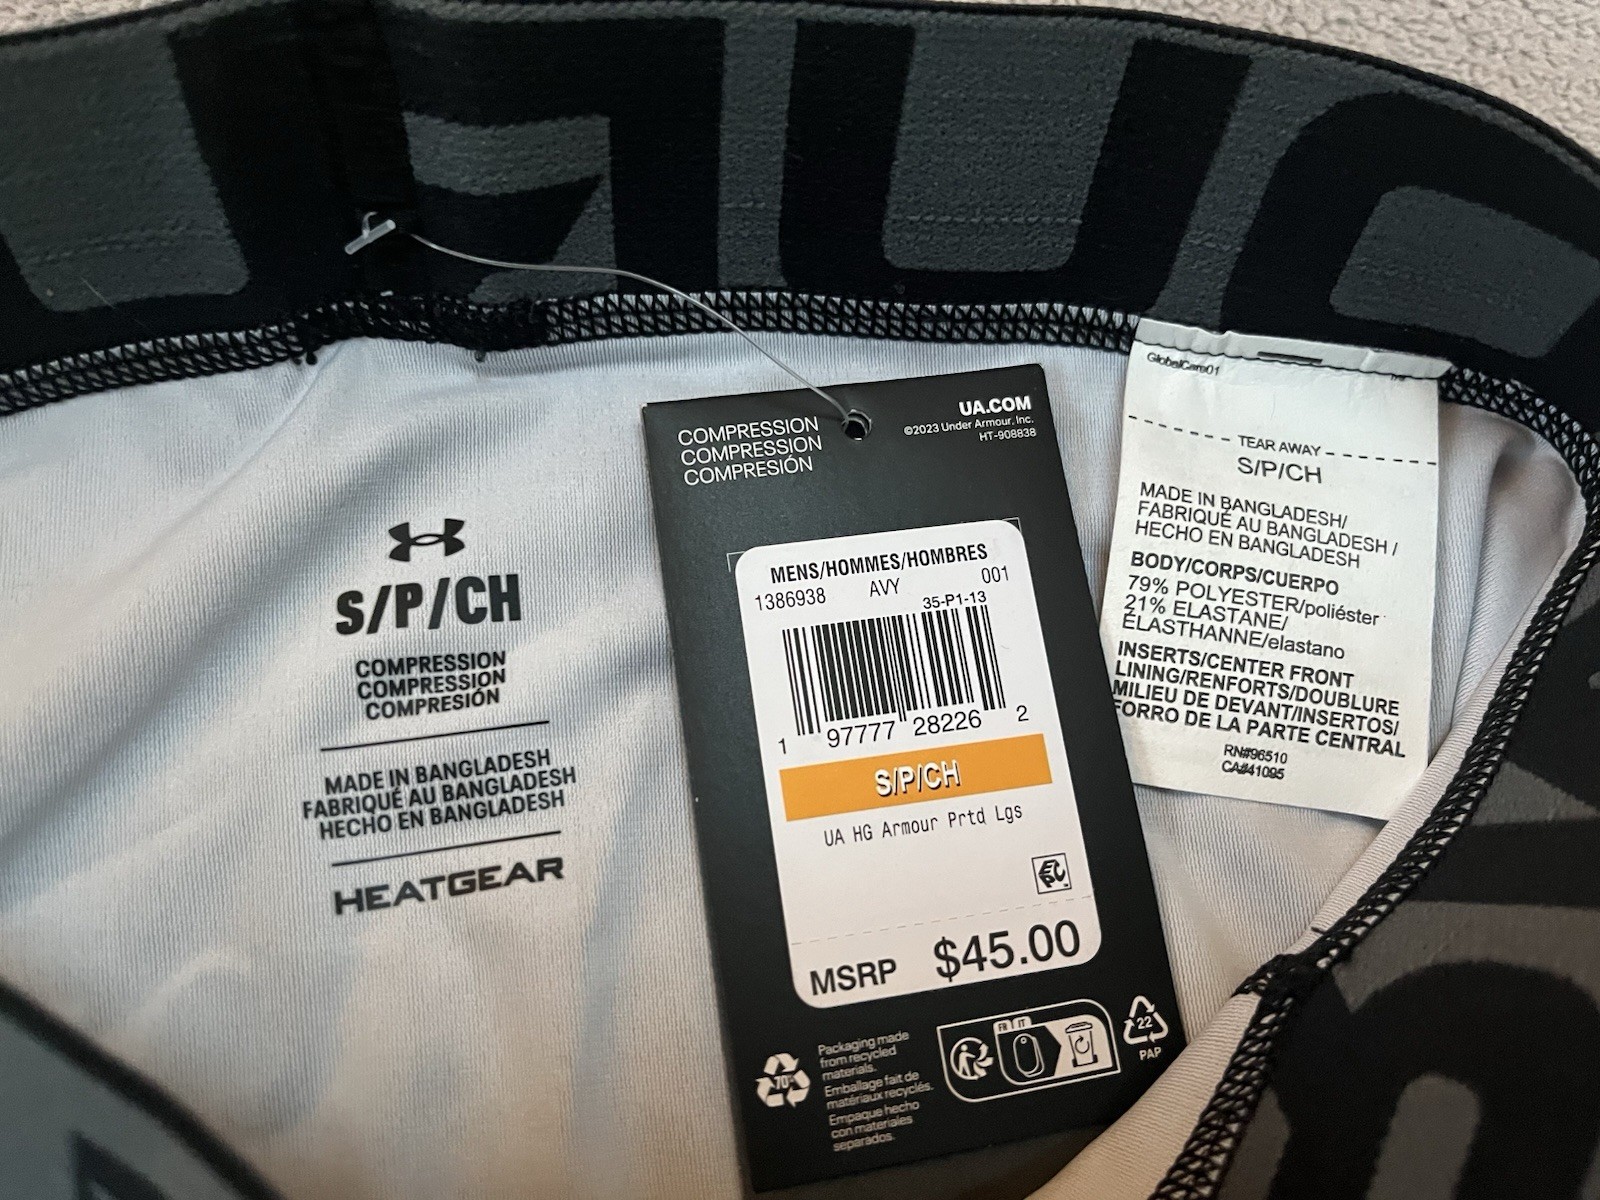 S/P/CH
COMPRESSION
COMPRESSION
COMPRESIÓN
MADE IN BANGLADESH
FABRIQUÉ AU BANGLADESH
HECHO EN BANGLADESH
HEATGEAR
COMPRESSION
COMPRESSION
COMPRESIÓN
UA.COM
©2023 Under Armour, Inc.
HT-908838
MENS/HOMMES/HOMBRES
1386938 AVY 001
35-P1-13
1 97777 28226 2
S/P/CH
UA HG Armour Prtd Lgs
MSRP $45.00
70%
Packaging made
from recycled
materials.
Emballage fait de
matériaux recyclés.
Empaque hecho
con materiales
separados.
FR IT
22
PAP
GlobalCare01
TEAR AWAY
S/P/CH
MADE IN BANGLADESH/
FABRIQUÉ AU BANGLADESH /
HECHO EN BANGLADESH
BODY/CORPS/CUERPO
79% POLYESTER/poliéster
21% ELASTANE/
ÉLASTHANNE/elastano
INSERTS/CENTER FRONT
LINING/RENFORTS/DOUBLURE
MILIEU DE DEVANT/INSERTOS/
FORRO DE LA PARTE CENTRAL
RN#96510
CA#41095